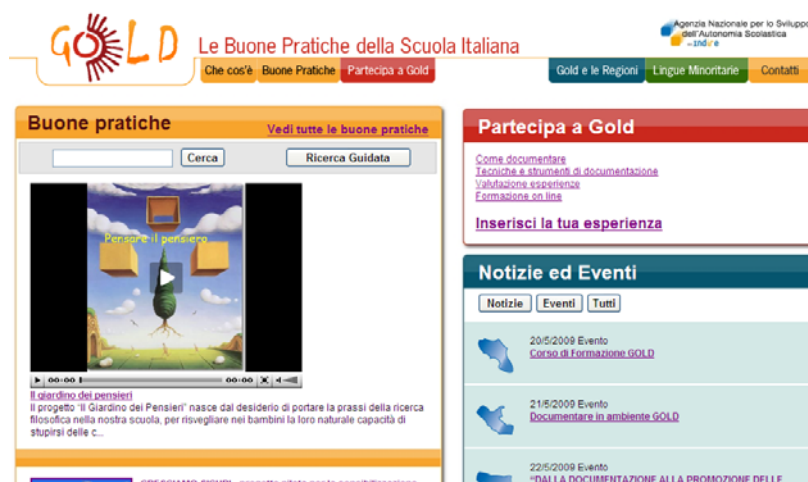 GOLD
Le Buone Pratiche della Scuola Italiana
Agenzia Nazionale per lo Sviluppo
dell'Autonomia Scolastica
Che cos'è Buone Pratiche Partecipa a Gold
Gold e le Regioni Lingue Minoritarie Contatti
Buone pratiche
Vedi tutte le buone pratiche
Cerca Ricerca Guidata
Pensare il pensiero
00:00 00:00
Il giardino dei pensieri
Il progetto "Il Giardino dei Pensieri" nasce dal desiderio di portare la prassi della ricerca
filosofica nella nostra scuola, per risvegliare nei bambini la loro naturale capacità di
stupirsi delle c...
Partecipa a Gold
Come documentare
Tecniche e strumenti di documentazione
Valutazione esperienze
Formazione on line
Inserisci la tua esperienza
Notizie ed Eventi
Notizie Eventi Tutti
20/5/2009 Evento
Corso di Formazione GOLD
21/5/2009 Evento
Documentare in ambiente GOLD
22/5/2009 Evento
"DALLA DOCUMENTAZIONE ALLA PROMOZIONE DELLE